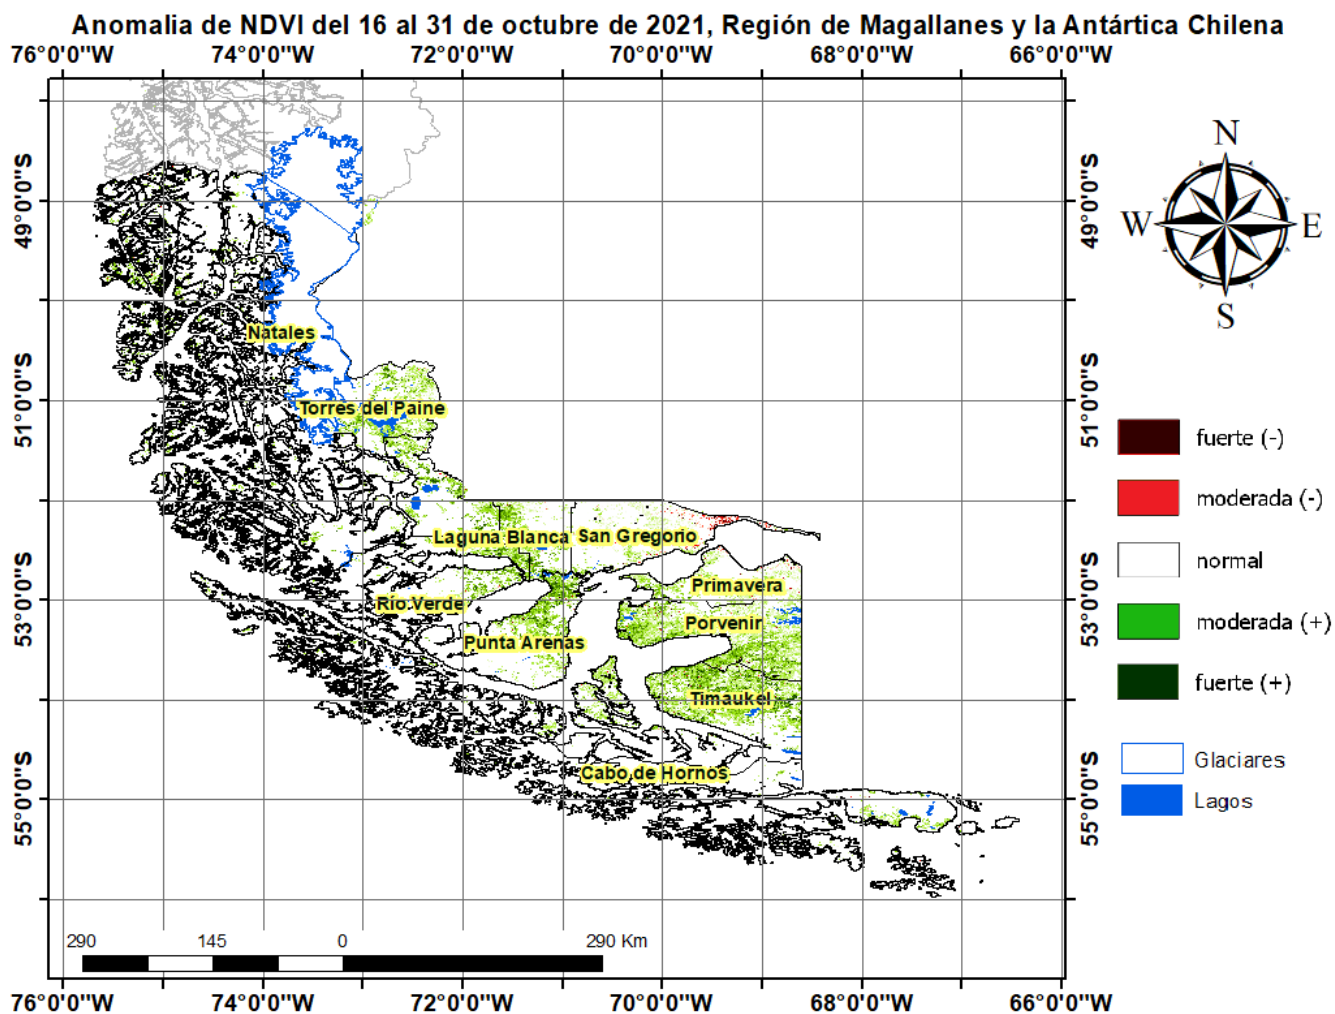 Anomalia de NDVI del 16 al 31 de octubre de 2021, Región de Magallanes y la Antártica Chilena
76°0'0"W 74°0'0"W 72°0'0"W 70°0'0"W 68°0'0"W 66°0'0"W
N
W E
S
49°0'0"S 49°0'0"S
Natales
51°0'0"S 51°0'0"S
Torres del Paine
fuerte (-)
moderada (-)
Laguna Blanca San Gregorio
normal
Primavera
Río Verde
53°0'0"S 53°0'0"S
Porvenir
moderada (+)
Punta Arenas
fuerte (+)
Timaukel
Glaciares
Cabo de Hornos
Lagos
55°0'0"S 55°0'0"S
290 145 0 290 Km
76°0'0"W 74°0'0"W 72°0'0"W 70°0'0"W 68°0'0"W 66°0'0"W